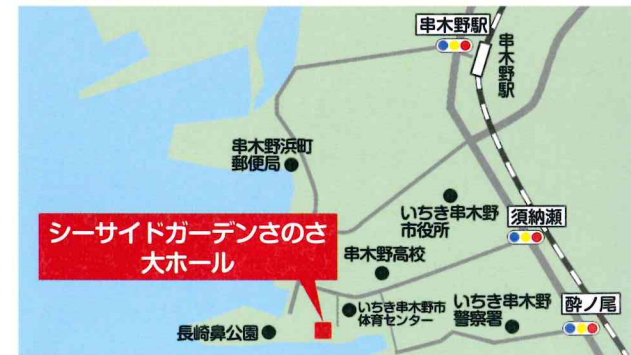 串木野駅
串木野駅
串木野浜町
郵便局
いちき串木野
市役所
須納瀬
シーサイドガーデンさのさ
大ホール
串木野高校
いちき串木野市
体育センター
いちき串木野
警察署
酔ノ尾
長崎鼻公園